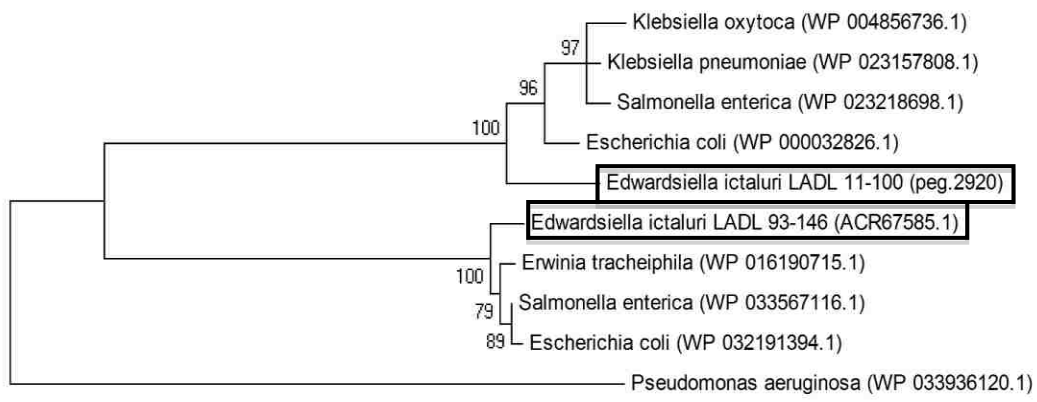 Klebsiella oxytoca (WP 004856736.1)
97
Klebsiella pneumoniae (WP 023157808.1)
96
Salmonella enterica (WP 023218698.1)
100
Escherichia coli (WP 000032826.1)
Edwardsiella ictaluri LADL 11-100 (peg.2920)
Edwardsiella ictaluri LADL 93-146 (ACR67585.1)
Erwinia tracheiphila (WP 016190715.1)
100
Salmonella enterica (WP 033567116.1)
79
Escherichia coli (WP 032191394.1)
89
Pseudomonas aeruginosa (WP 033936120.1)